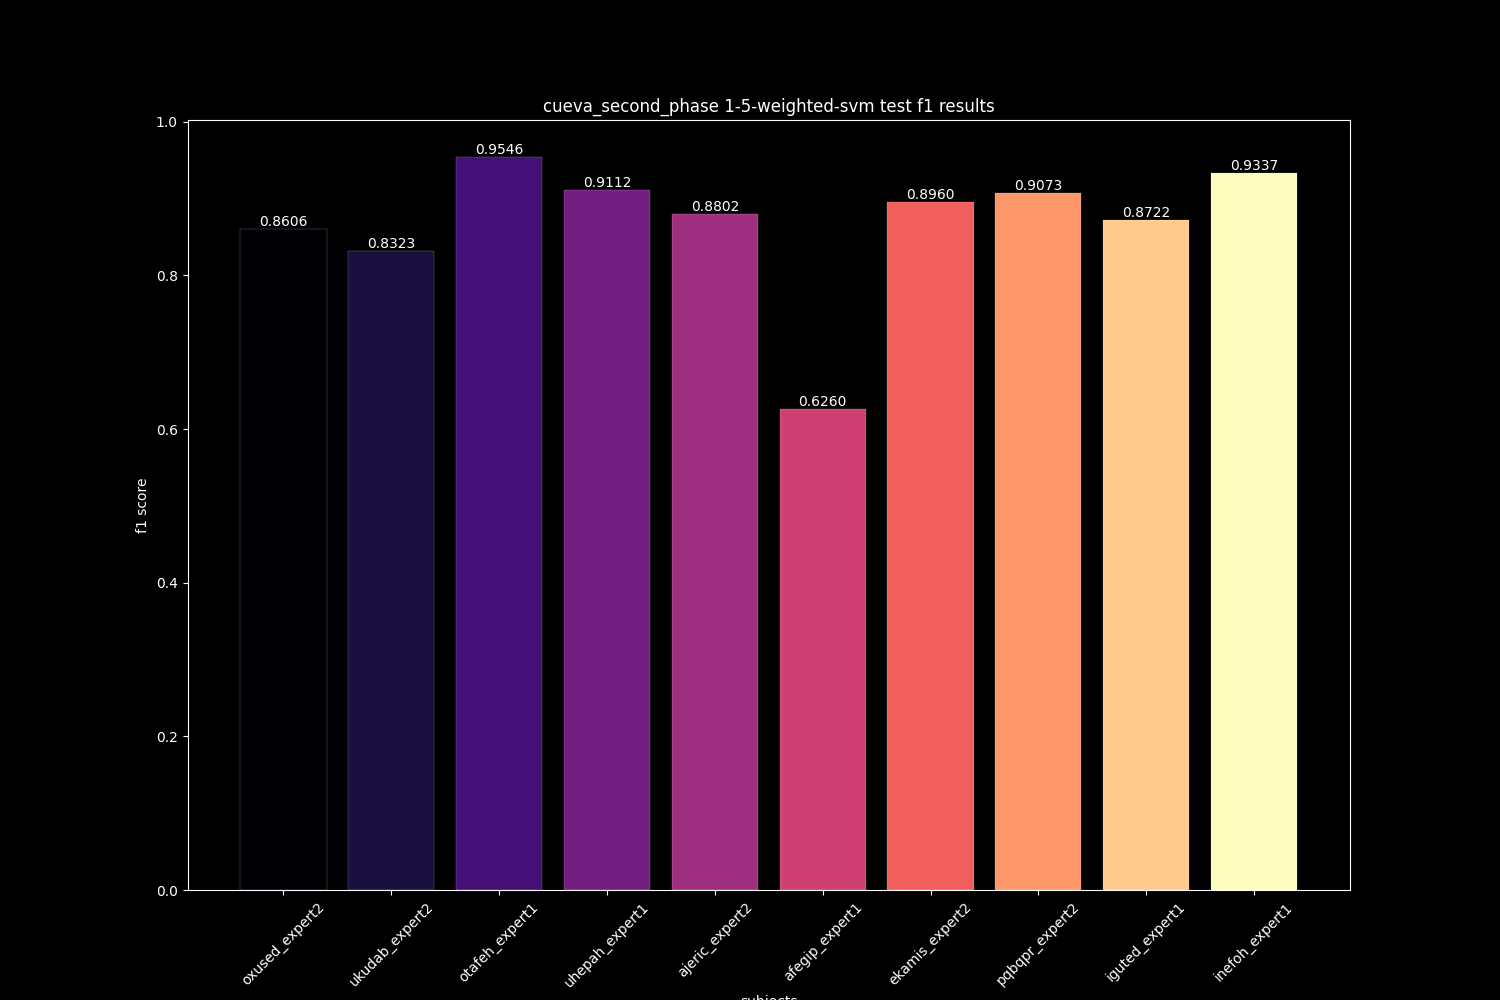 cueva_second_phase 1-5-weighted-svm test f1 results
1.0
0.8
0.6
0.4
0.2
0.0
f1 score
0.8606
0.8323
0.9546
0.9112
0.8802
0.6260
0.8960
0.9073
0.8722
0.9337
oxused_expert2
ukudab_expert2
otafeh_expert1
uhepah_expert1
ajeric_expert2
afegip_expert1
ekamis_expert2
pqbqpr_expert2
iguted_expert1
inefoh_expert1
subjects